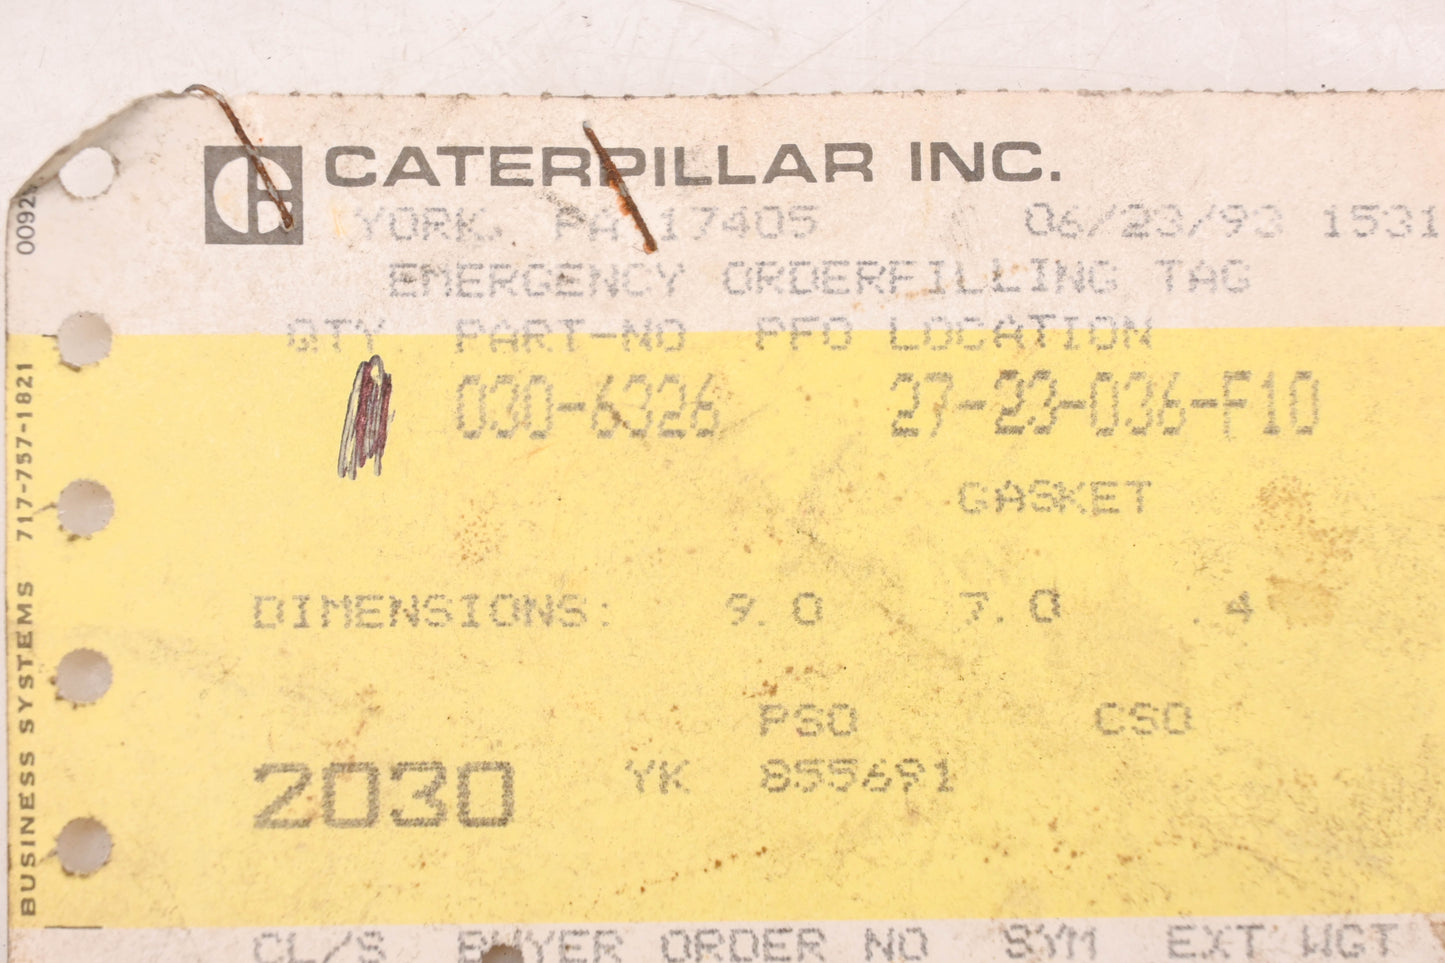 CATERPILLAR INC.
YORK, PA 17405 06/23/93 1531
EMERGENCY ORDERFILLING TAG
QTY PART-NO PFO LOCATION
030-6326 27-23-036-F10
GASKET
DIMENSIONS: 9.0 7.0 .4
PSO CSO
2030 YK 855691
CL/S BUYER ORDER NO SYM EXT WGT
BUSINESS SYSTEMS 717-757-1821